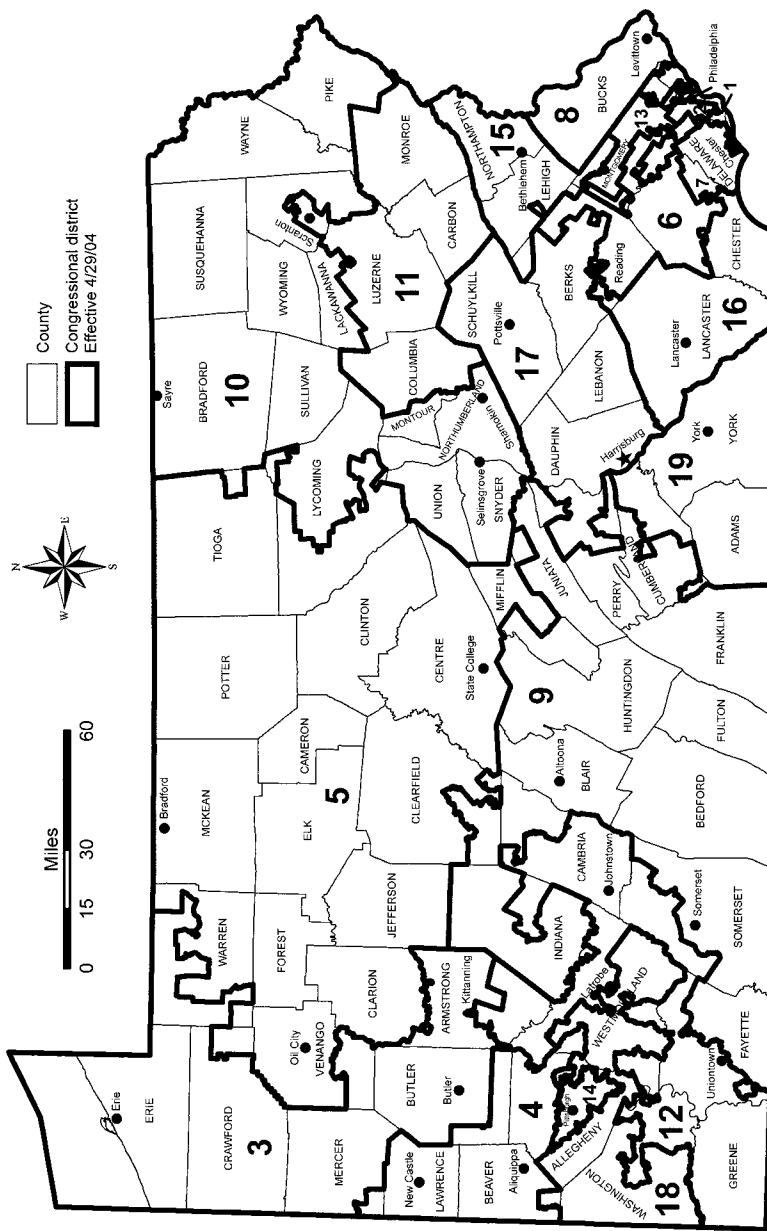 County
Congressional district
Effective 4/29/04
N
W
E
S
Miles
0
15
30
60
Erie
ERIE
CRAWFORD
3
MERCER
WARREN
FOREST
Oil City
VENANGO
CLARION
BUTLER
Butler
ARMSTRONG
Kittanning
New Castle
LAWRENCE
BEAVER
Aliquippa
4
Pittsburgh
14
ALLEGHENY
WASHINGTON
18
12
GREENE
Uniontown
FAYETTE
WESTMORELAND
Latrobe
INDIANA
JEFFERSON
Bradford
MCKEAN
ELK
CAMERON
5
CLEARFIELD
POTTER
CLINTON
CENTRE
State College
CAMBRIA
Johnstown
Somerset
SOMERSET
Altoona
BLAIR
BEDFORD
9
HUNTINGDON
FULTON
FRANKLIN
TIOGA
LYCOMING
MIFFLIN
JUNIATA
PERRY
CUMBERLAND
ADAMS
UNION
Selinsgrove
SNYDER
Sayre
BRADFORD
10
SULLIVAN
MONTOUR
NORTHUMBERLAND
Shamokin
COLUMBIA
SUSQUEHANNA
WYOMING
LACKAWANNA
Scranton
LUZERNE
11
WAYNE
PIKE
MONROE
CARBON
SCHUYLKILL
Pottsville
17
DAUPHIN
Harrisburg
LEBANON
19
York
YORK
Lancaster
LANCASTER
16
BERKS
Reading
NORTHAMPTON
15
Bethlehem
LEHIGH
8
BUCKS
Levittown
MONTGOMERY
13
Philadelphia
1
DELAWARE
Chester
7
6
CHESTER